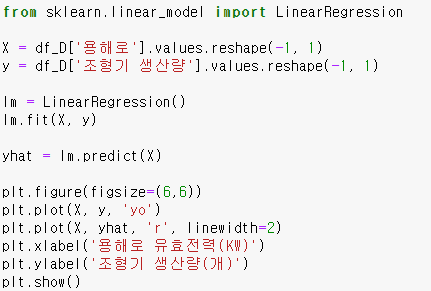 from sklearn.linear_model import LinearRegression
X = df_D['용해로'].values.reshape(-1, 1)
y = df_D['조형기 생산량'].values.reshape(-1, 1)
lm = LinearRegression()
lm.fit(X, y)
yhat = lm.predict(X)
plt.figure(figsize=(6,6))
plt.plot(X, y, 'yo')
plt.plot(X, yhat, 'r', linewidth=2)
plt.xlabel('용해로 유효전력(KW)')
plt.ylabel('조형기 생산량(개)')
plt.show()